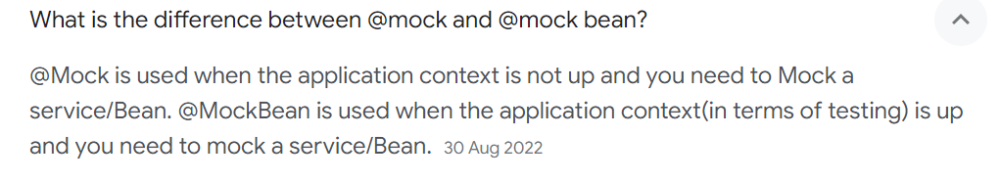 What is the difference between @mock and @mock bean?
@Mock is used when the application context is not up and you need to Mock a
service/Bean. @MockBean is used when the application context(in terms of testing) is up
and you need to mock a service/Bean. 30 Aug 2022